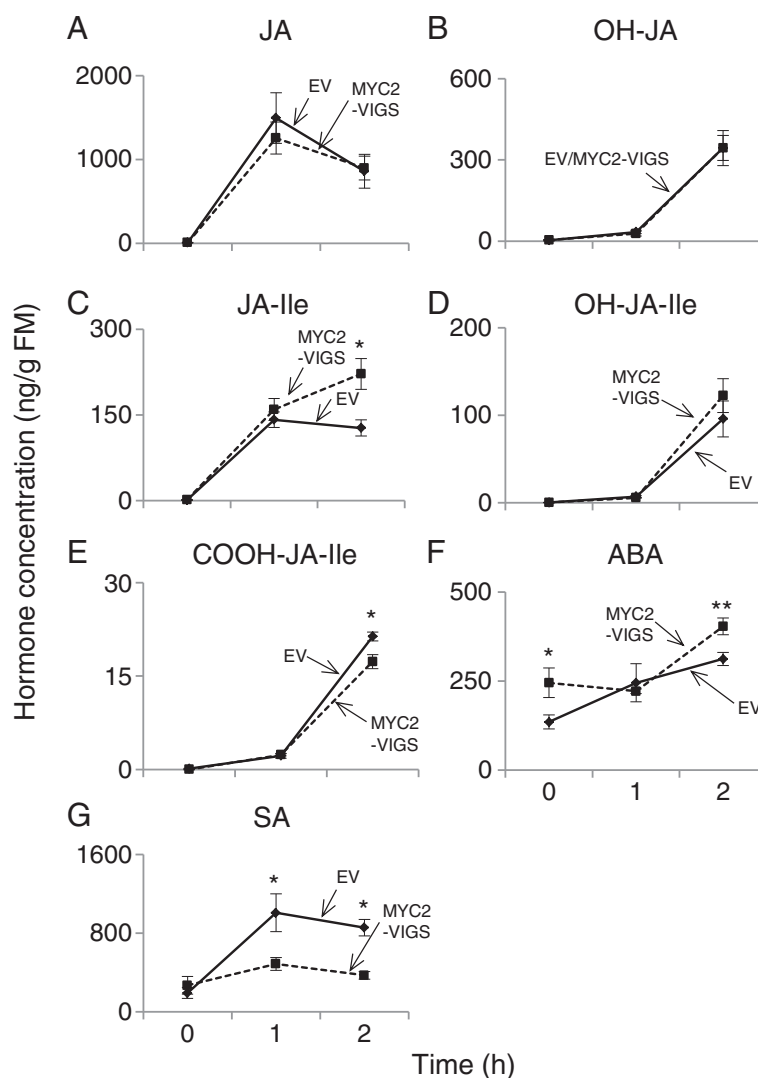 A JA
2000
1000
0
EV
MYC2
-VIGS
B OH-JA
600
300
0
EV/MYC2-VIGS
C JA-Ile
300
150
0
MYC2
-VIGS
*
EV
D OH-JA-Ile
200
100
0
MYC2
-VIGS
EV
E COOH-JA-Ile
30
15
0
EV
*
MYC2
-VIGS
F ABA
500
250
0
*
MYC2
-VIGS
**
EV
0 1 2
G SA
1600
800
0
*
EV
*
MYC2
-VIGS
0 1 2
Hormone concentration (ng/g FM)
Time (h)